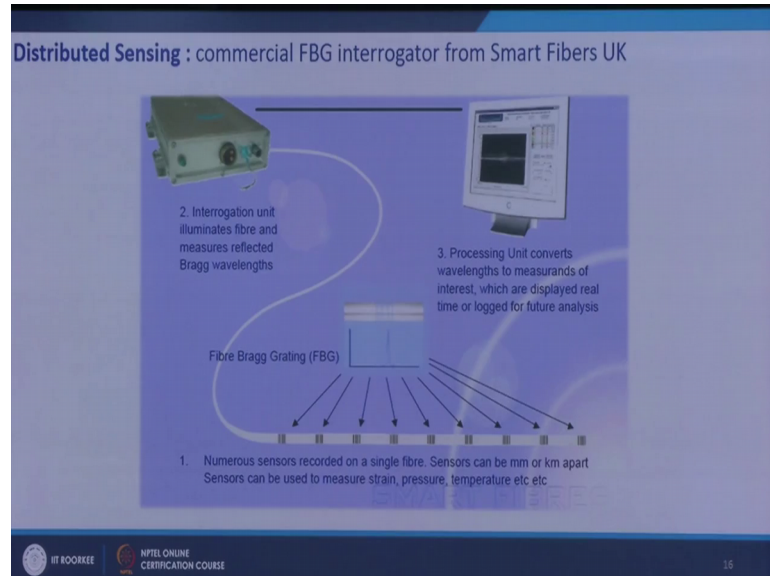 Distributed Sensing : commercial FBG interrogator from Smart Fibers UK
2. Interrogation unit
illuminates fibre and
measures reflected
Bragg wavelengths
3. Processing Unit converts
wavelengths to measurands of
interest, which are displayed real
time or logged for future analysis
Fibre Bragg Grating (FBG)
1. Numerous sensors recorded on a single fibre. Sensors can be mm or km apart
Sensors can be used to measure strain, pressure, temperature etc etc
SMART FIBRES
IIT ROORKEE
NPTEL ONLINE
CERTIFICATION COURSE
16